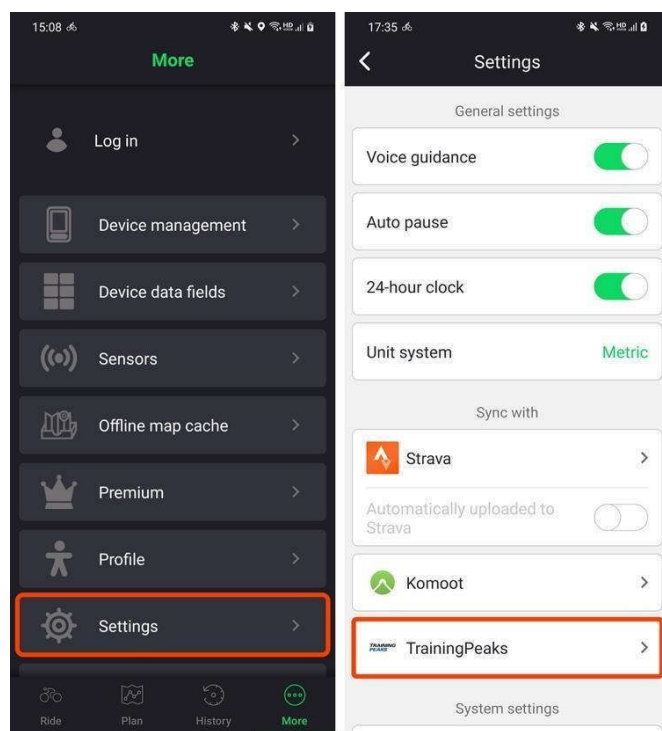 15:08
More
Log in
Device management
Device data fields
Sensors
Offline map cache
Premium
Profile
Settings
Ride
Plan
History
More
17:35
Settings
General settings
Voice guidance
Auto pause
24-hour clock
Unit system Metric
Sync with
Strava
Automatically uploaded to
Strava
Komoot
TRAINING
PEAKS
TrainingPeaks
System settings